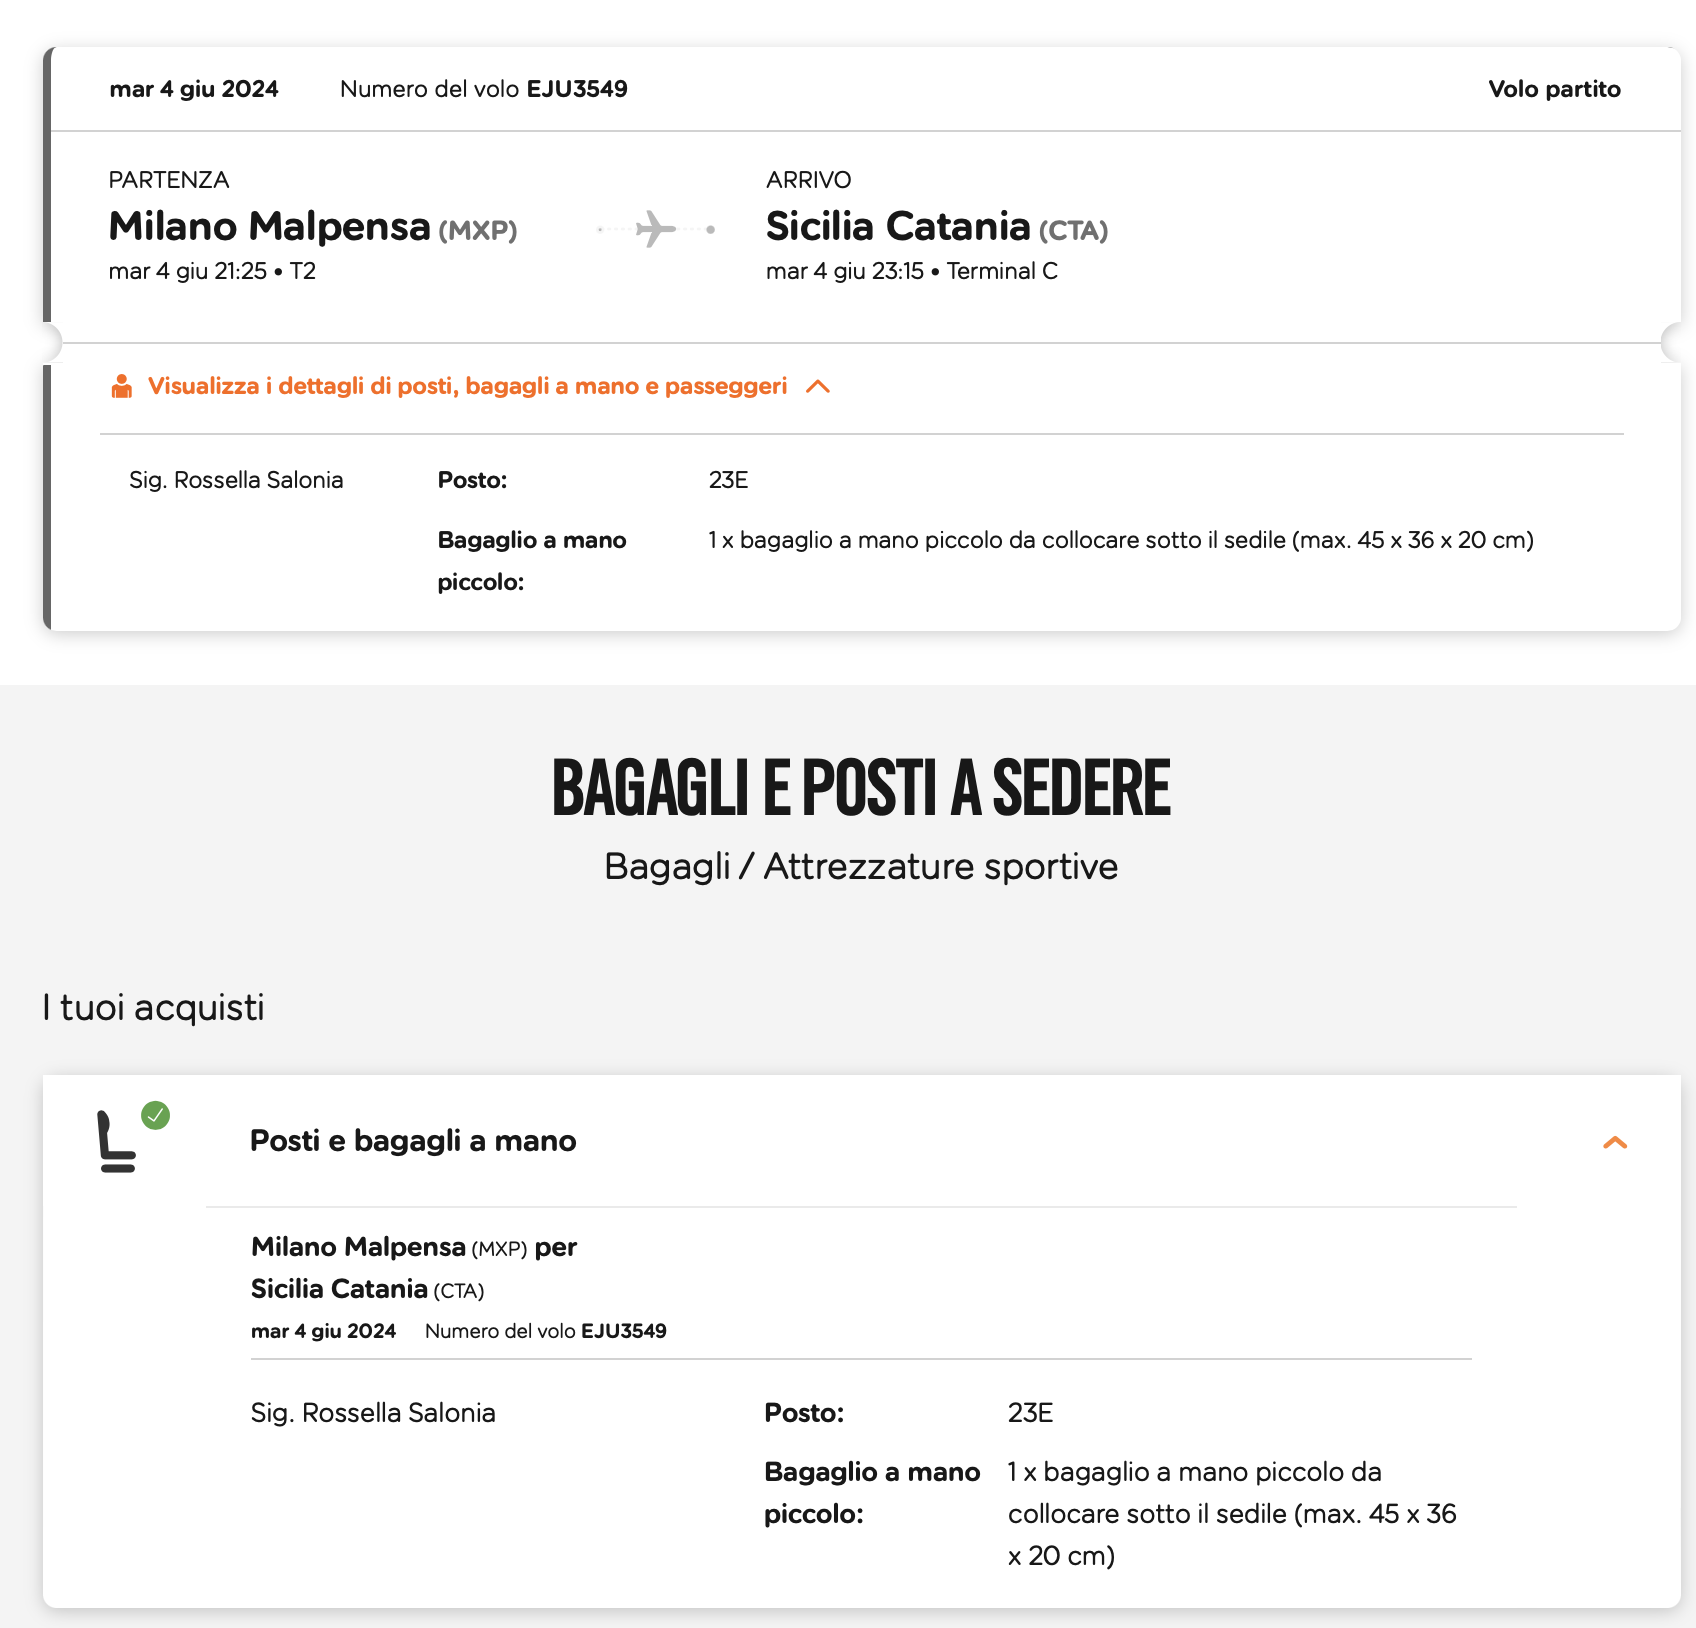 mar 4 giu 2024 Numero del volo EJU3549 Volo partito
PARTENZA ARRIVO
Milano Malpensa (MXP) Sicilia Catania (CTA)
mar 4 giu 21:25 • T2 mar 4 giu 23:15 • Terminal C
Visualizza i dettagli di posti, bagagli a mano e passeggeri
Sig. Rossella Salonia Posto: 23E
Bagaglio a mano 1 x bagaglio a mano piccolo da collocare sotto il sedile (max. 45 x 36 x 20 cm)
piccolo:
BAGAGLI E POSTI A SEDERE
Bagagli / Attrezzature sportive
I tuoi acquisti
Posti e bagagli a mano
Milano Malpensa (MXP) per
Sicilia Catania (CTA)
mar 4 giu 2024 Numero del volo EJU3549
Sig. Rossella Salonia Posto: 23E
Bagaglio a mano 1 x bagaglio a mano piccolo da
piccolo: collocare sotto il sedile (max. 45 x 36
x 20 cm)